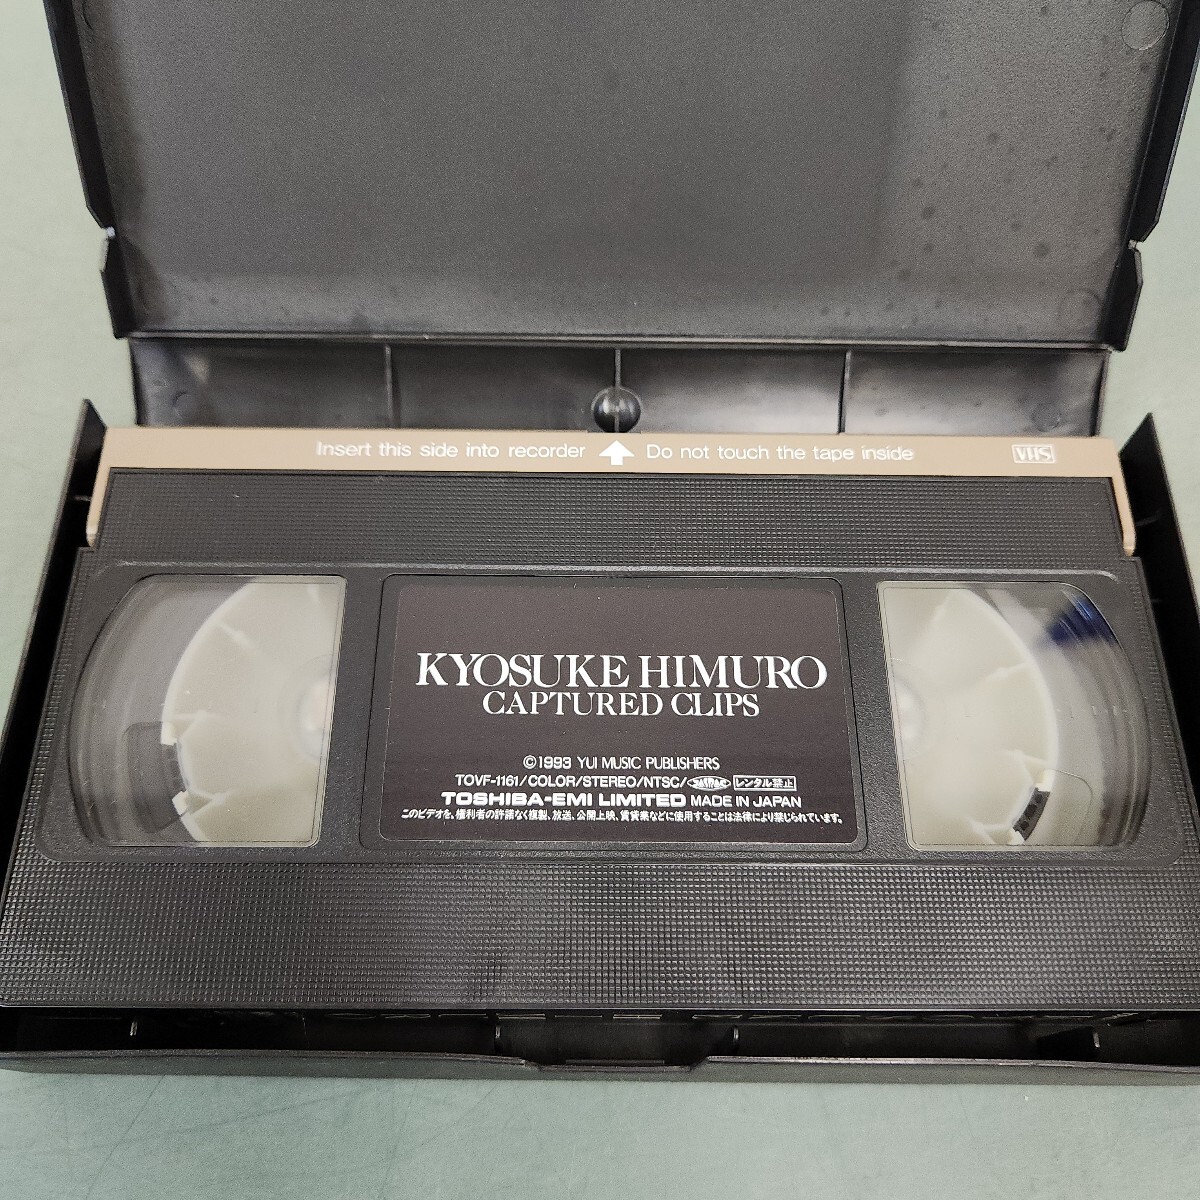 Insert this side into recorder Do not touch the tape inside VHS
KYOSUKE HIMURO
CAPTURED CLIPS
©1993 YUI MUSIC PUBLISHERS
TOVF-1161/COLOR/STEREO/NTSC/ レンタル禁止
TOSHIBA-EMI LIMITED MADE IN JAPAN
このビデオを、権利者の許諾なく複製、放送、公開上映、賃貸業などに使用することは法律により禁じられています。